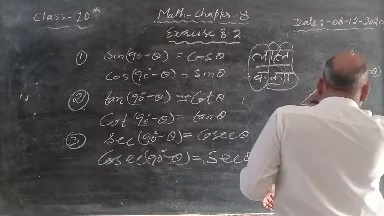 Class-10th
Math-Chapter-8
Date:-08-12-2020
Exercise 8.2
① Sin(90°-θ) = Cosθ
Cos(90°-θ) = Sinθ
② tan(90°-θ) = Cotθ
Cot(90°-θ) = tanθ
③ Sec(90°-θ) = Cosecθ
Cosec(90°-θ) = Secθ